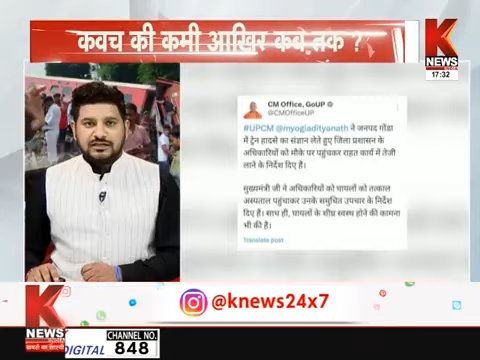 कवच की कमी आखिर कब तक ?
K
NEWS
17:32
CM Office, GoUP
@CMOfficeUP
#UPCM @myogiadityanath ने जनपद गोंडा
में ट्रेन हादसे का संज्ञान लेते हुए जिला प्रशासन के
अधिकारियों को मौके पर पहुंचकर राहत कार्य में तेजी
लाने के निर्देश दिए हैं।
मुख्यमंत्री जी ने अधिकारियों को घायलों को तत्काल
अस्पताल पहुंचाकर उनके समुचित उपचार के निर्देश
दिए हैं। साथ ही, घायलों के शीघ्र स्वस्थ होने की कामना
भी की है।
Translate post
@knews24x7
K
NEWS
DIGITAL
CHANNEL NO.
848